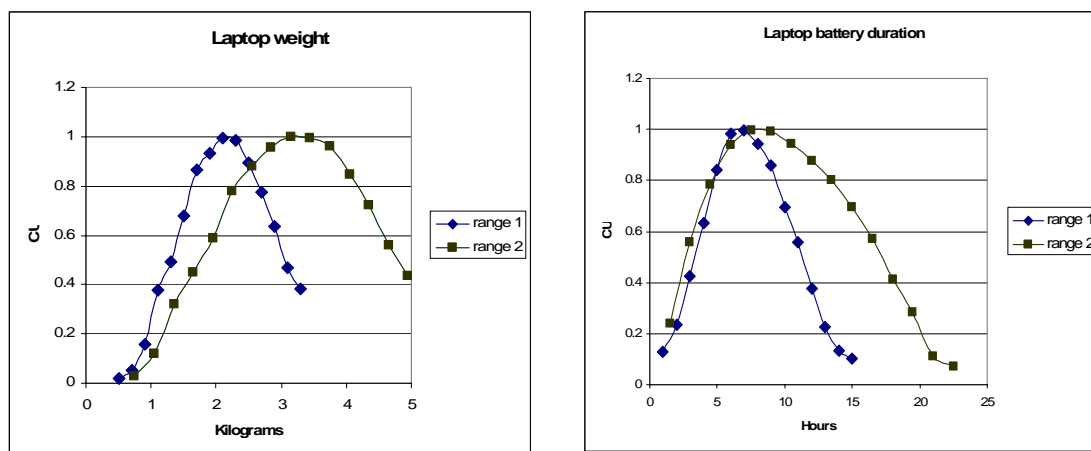 Laptop weight
1.2
1
0.8
0.6
0.4
0.2
0
0 1 2 3 4 5
CU
Kilograms
range 1
range 2
Laptop battery duration
1.2
1
0.8
0.6
0.4
0.2
0
0 5 10 15 20 25
CU
Hours
range 1
range 2